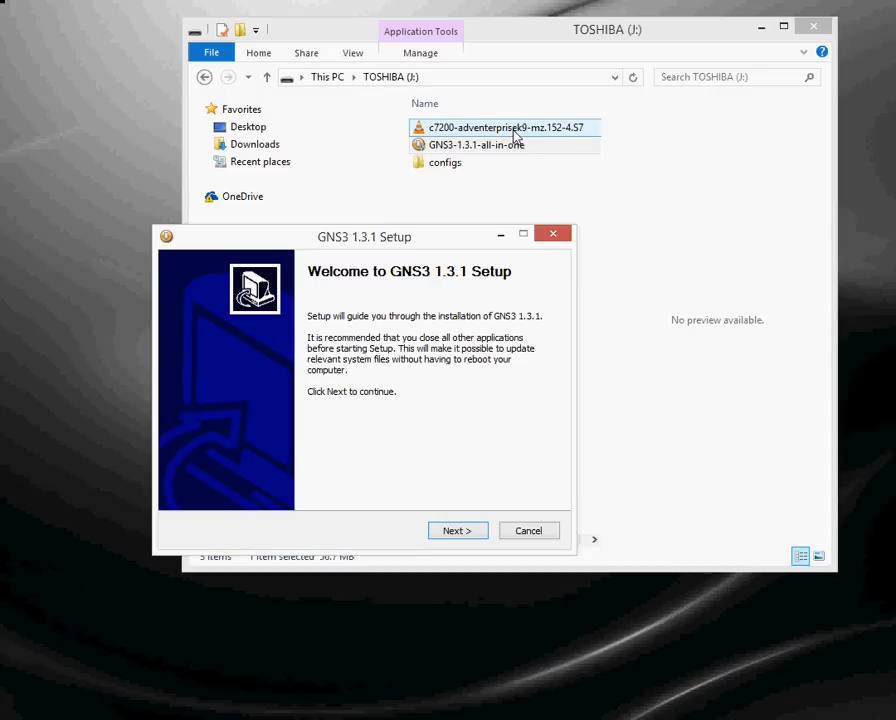 Application Tools
TOSHIBA (J:)
File
Home
Share
View
Manage
This PC
TOSHIBA (J:)
Search TOSHIBA (J:)
Favorites
Desktop
Downloads
Recent places
OneDrive
Name
c7200-adventerprisek9-mz.152-4.S7
GNS3-1.3.1-all-in-one
configs
No preview available.
GNS3 1.3.1 Setup
Welcome to GNS3 1.3.1 Setup
Setup will guide you through the installation of GNS3 1.3.1.
It is recommended that you close all other applications
before starting Setup. This will make it possible to update
relevant system files without having to reboot your
computer.
Click Next to continue.
Next >
Cancel
3 items
1 item selected 56.7 MB